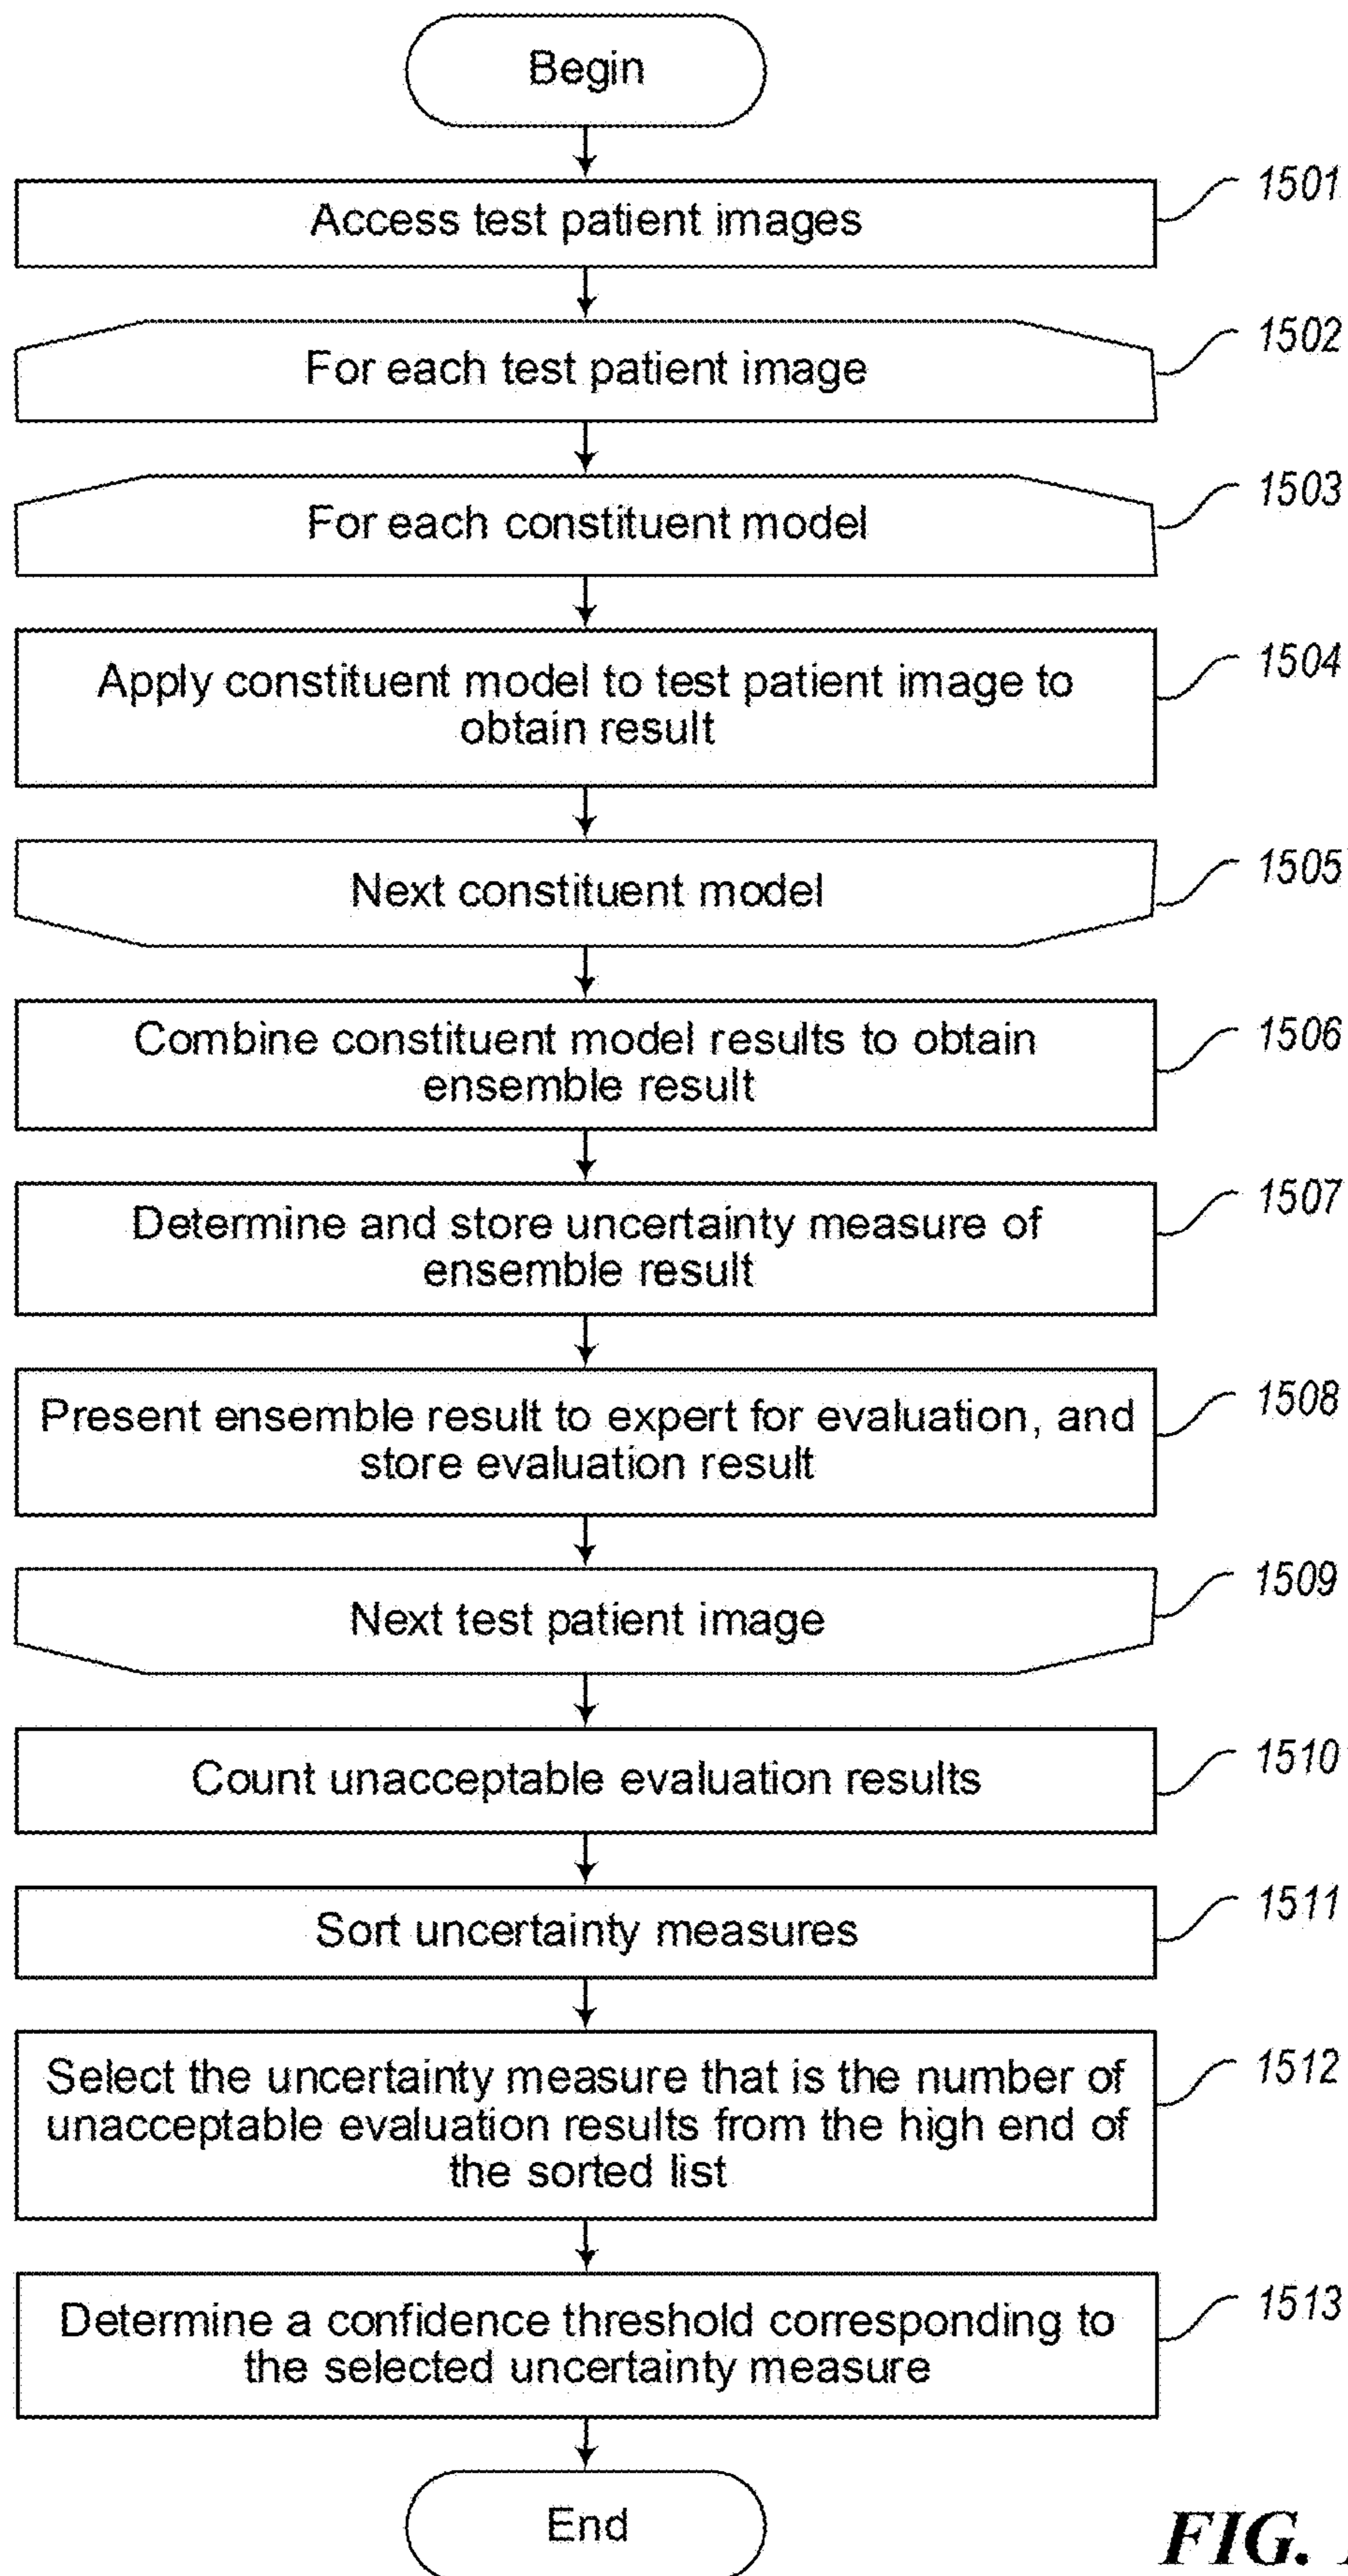 Begin
Access test patient images
1501
For each test patient image
1502
For each constituent model
1503
Apply constituent model to test patient image to
obtain result
1504
Next constituent model
1505
Combine constituent model results to obtain
ensemble result
1506
Determine and store uncertainty measure of
ensemble result
1507
Present ensemble result to expert for evaluation, and
store evaluation result
1508
Next test patient image
1509
Count unacceptable evaluation results
1510
Sort uncertainty measures
1511
Select the uncertainty measure that is the number of
unacceptable evaluation results from the high end of
the sorted list
1512
Determine a confidence threshold corresponding to
the selected uncertainty measure
1513
End
FIG.